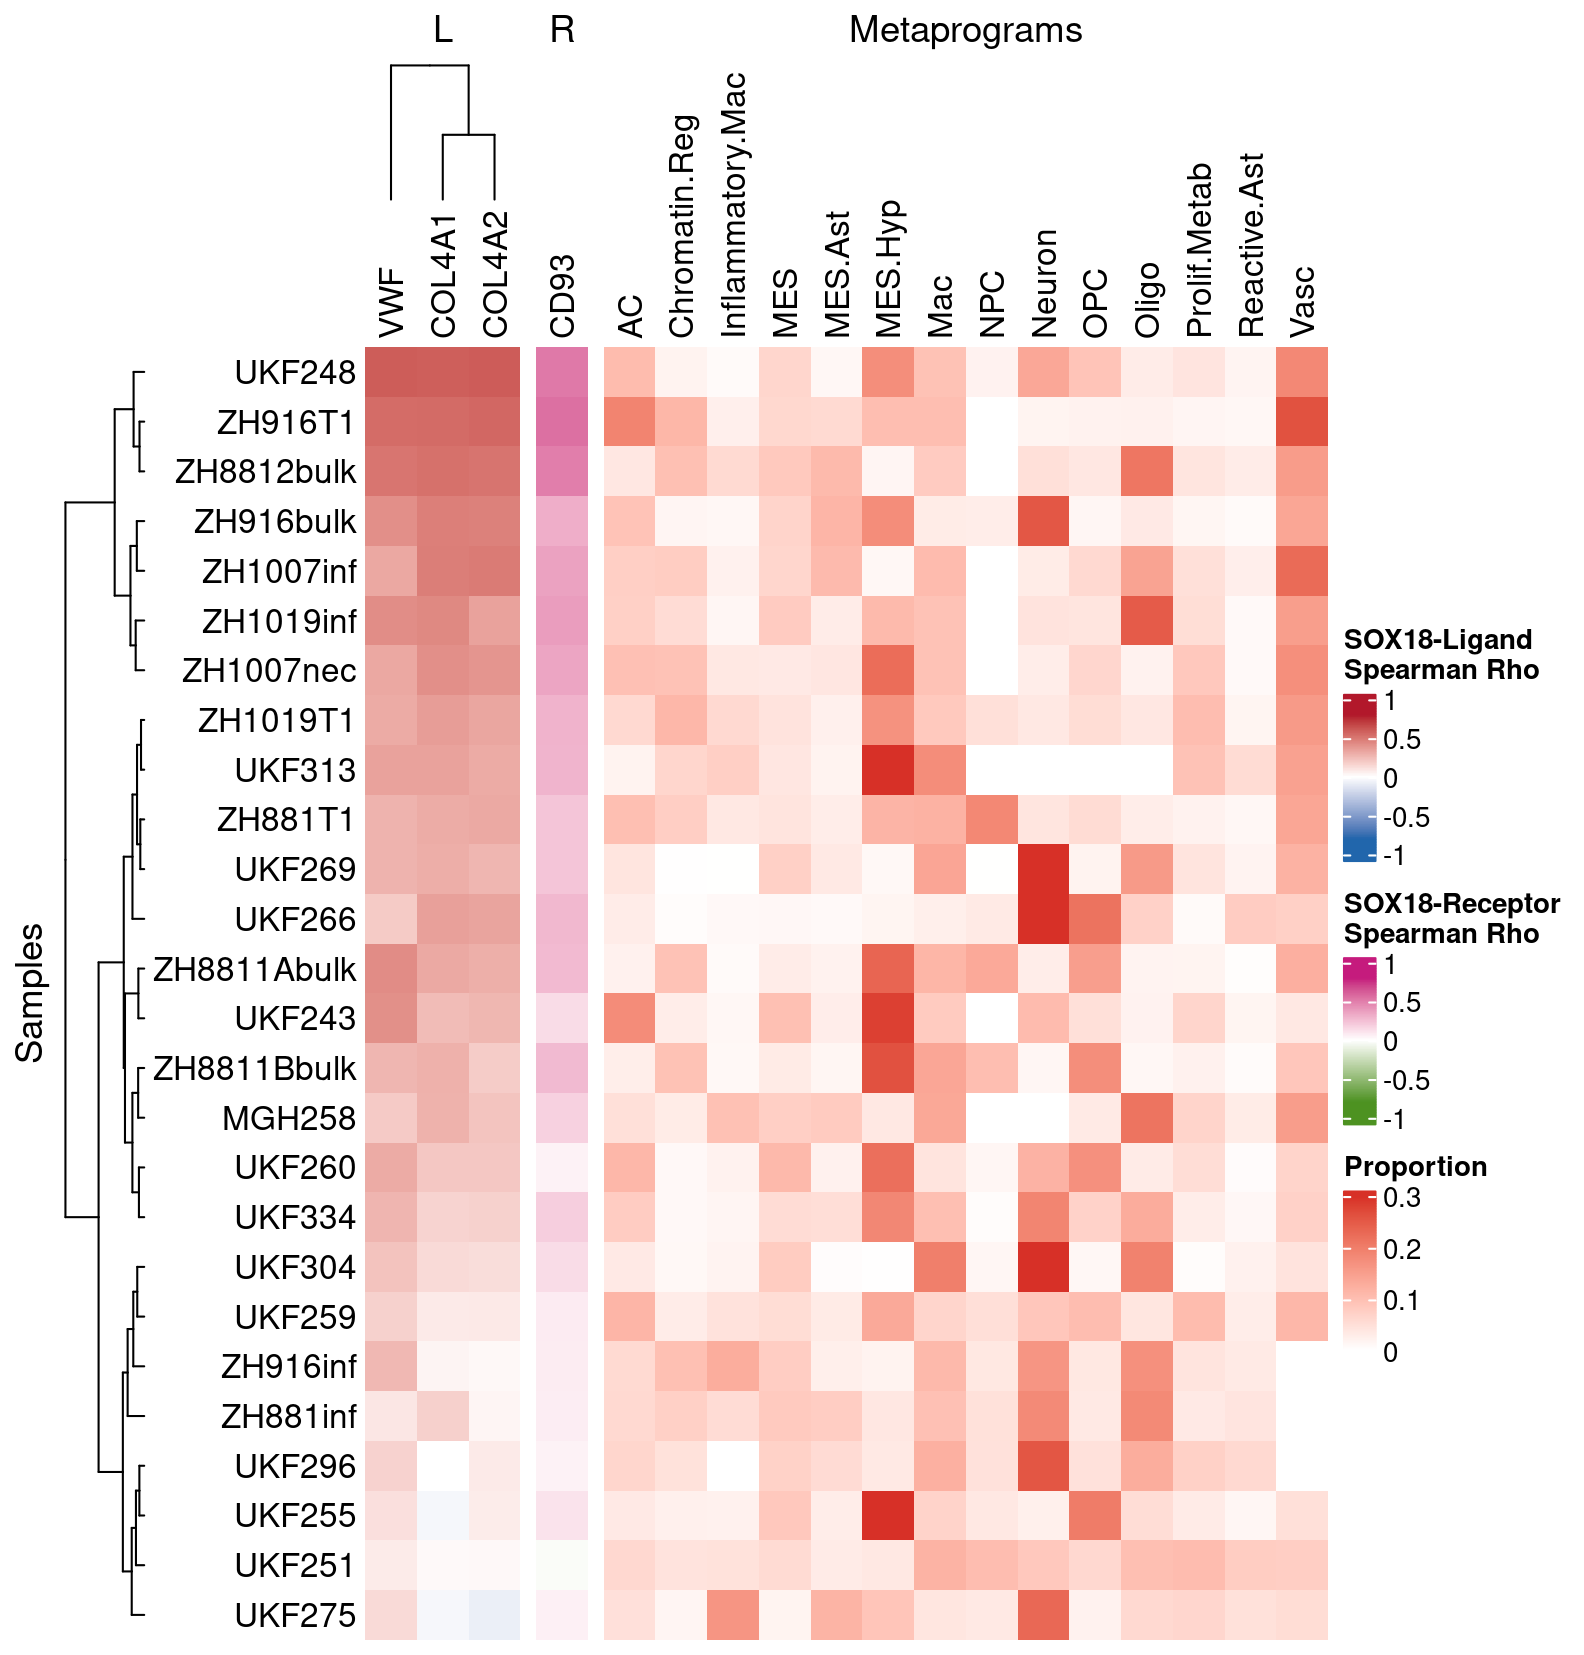 L
R
Metaprograms
VWF
COL4A1
COL4A2
CD93
AC
Chromatin.Reg
Inflammatory.Mac
MES
MES.Ast
MES.Hyp
Mac
NPC
Neuron
OPC
Oligo
Prolif.Metab
Reactive.Ast
Vasc
Samples
UKF248
ZH916T1
ZH8812bulk
ZH916bulk
ZH1007inf
ZH1019inf
ZH1007nec
ZH1019T1
UKF313
ZH881T1
UKF269
UKF266
ZH8811Abulk
UKF243
ZH8811Bbulk
MGH258
UKF260
UKF334
UKF304
UKF259
ZH916inf
ZH881inf
UKF296
UKF255
UKF251
UKF275
SOX18-Ligand
Spearman Rho
1
0.5
0
-0.5
-1
SOX18-Receptor
Spearman Rho
1
0.5
0
-0.5
-1
Proportion
0.3
0.2
0.1
0